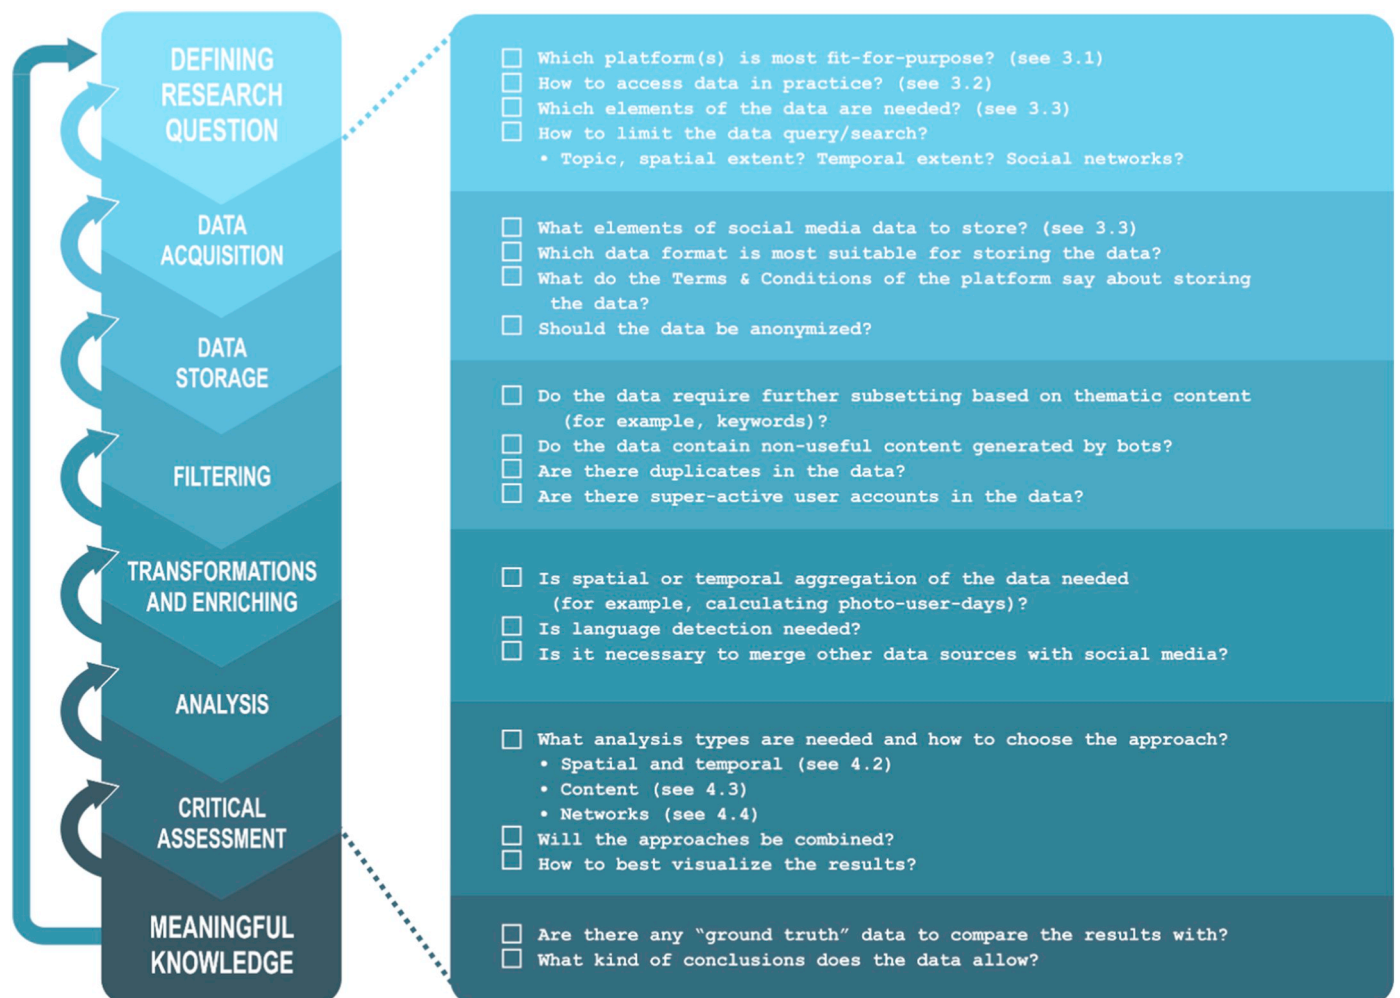 DEFINING
RESEARCH
QUESTION
DATA
ACQUISITION
DATA
STORAGE
FILTERING
TRANSFORMATIONS
AND ENRICHING
ANALYSIS
CRITICAL
ASSESSMENT
MEANINGFUL
KNOWLEDGE
Which platform(s) is most fit-for-purpose? (see 3.1)
How to access data in practice? (see 3.2)
Which elements of the data are needed? (see 3.3)
How to limit the data query/search?
• Topic, spatial extent? Temporal extent? Social networks?
What elements of social media data to store? (see 3.3)
Which data format is most suitable for storing the data?
What do the Terms & Conditions of the platform say about storing
the data?
Should the data be anonymized?
Do the data require further subsetting based on thematic content
(for example, keywords)?
Do the data contain non-useful content generated by bots?
Are there duplicates in the data?
Are there super-active user accounts in the data?
Is spatial or temporal aggregation of the data needed
(for example, calculating photo-user-days)?
Is language detection needed?
Is it necessary to merge other data sources with social media?
What analysis types are needed and how to choose the approach?
• Spatial and temporal (see 4.2)
• Content (see 4.3)
• Networks (see 4.4)
Will the approaches be combined?
How to best visualize the results?
Are there any “ground truth” data to compare the results with?
What kind of conclusions does the data allow?